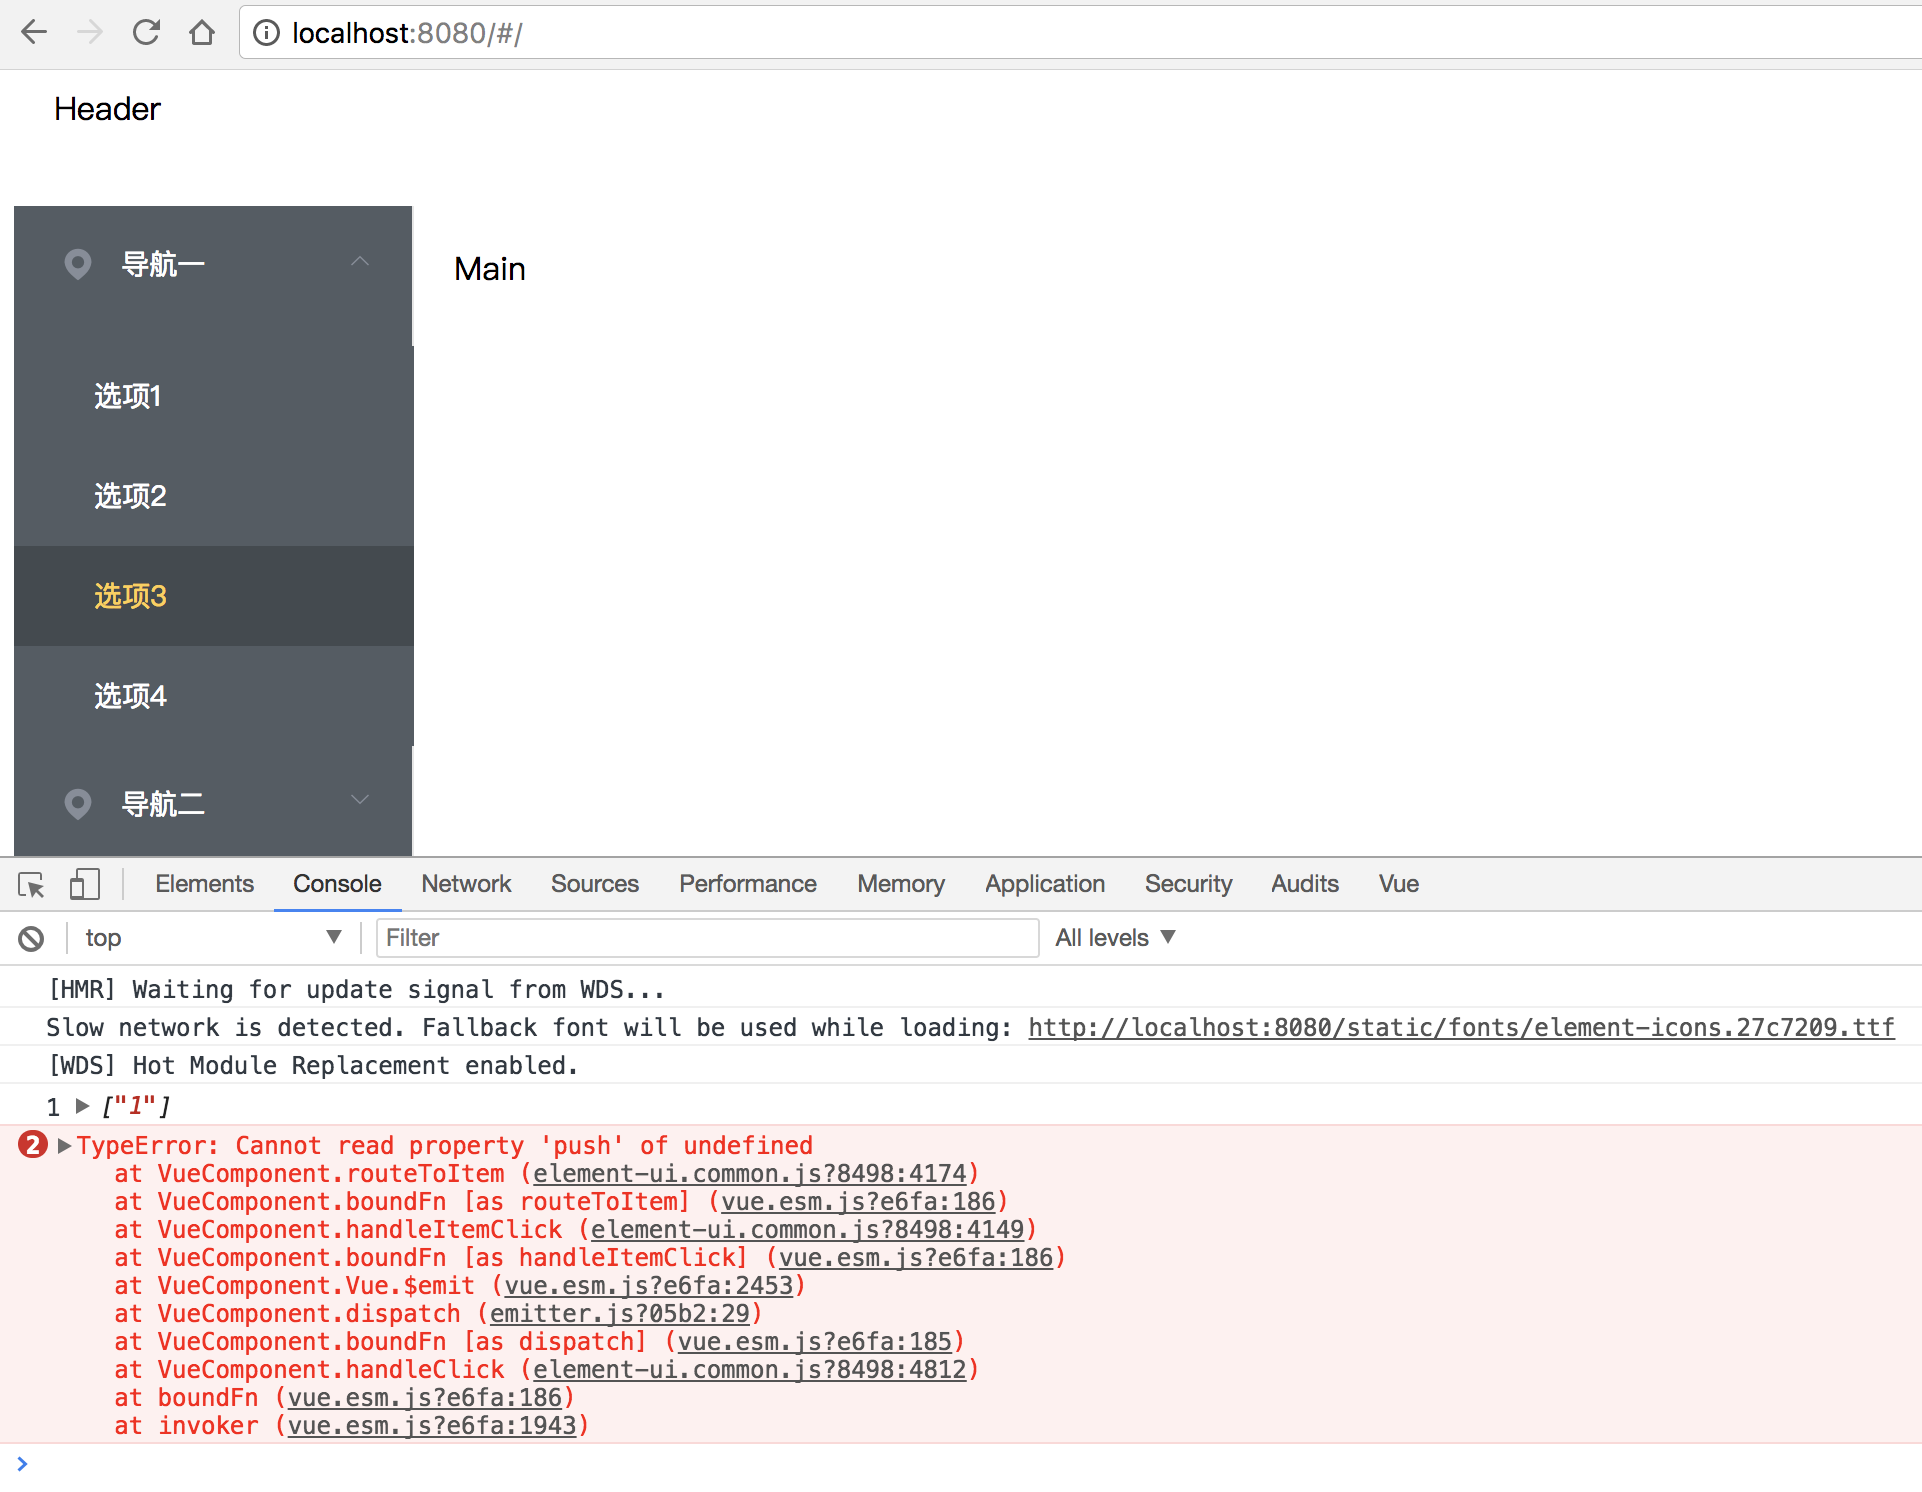 localhost:8080/#/
Header
导航一
Main
选项1
选项2
选项3
选项4
导航二
Elements Console Network Sources Performance Memory Application Security Audits Vue
top Filter All levels
[HMR] Waiting for update signal from WDS...
Slow network is detected. Fallback font will be used while loading: http://localhost:8080/static/fonts/element-icons.27c7209.ttf
[WDS] Hot Module Replacement enabled.
1 ▶ ["1"]
2 ▶TypeError: Cannot read property 'push' of undefined
at VueComponent.routeToItem (element-ui.common.js?8498:4174)
at VueComponent.boundFn [as routeToItem] (vue.esm.js?e6fa:186)
at VueComponent.handleItemClick (element-ui.common.js?8498:4149)
at VueComponent.boundFn [as handleItemClick] (vue.esm.js?e6fa:186)
at VueComponent.Vue.$emit (vue.esm.js?e6fa:2453)
at VueComponent.dispatch (emitter.js?05b2:29)
at VueComponent.boundFn [as dispatch] (vue.esm.js?e6fa:185)
at VueComponent.handleClick (element-ui.common.js?8498:4812)
at boundFn (vue.esm.js?e6fa:186)
at invoker (vue.esm.js?e6fa:1943)